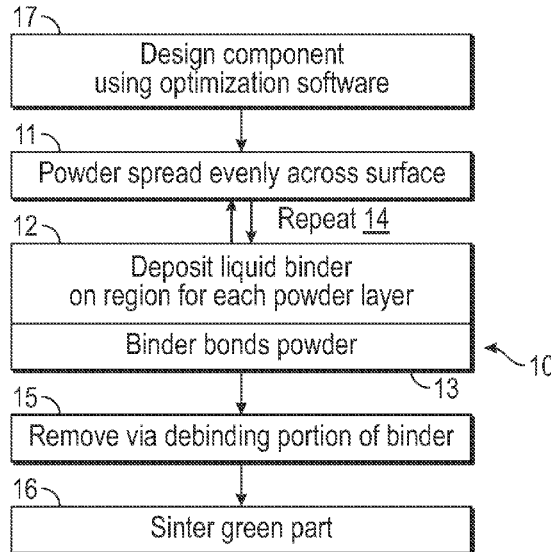 17
Design component
using optimization software
11
Powder spread evenly across surface
Repeat 14
12
Deposit liquid binder
on region for each powder layer
Binder bonds powder
10
13
15
Remove via debinding portion of binder
16
Sinter green part